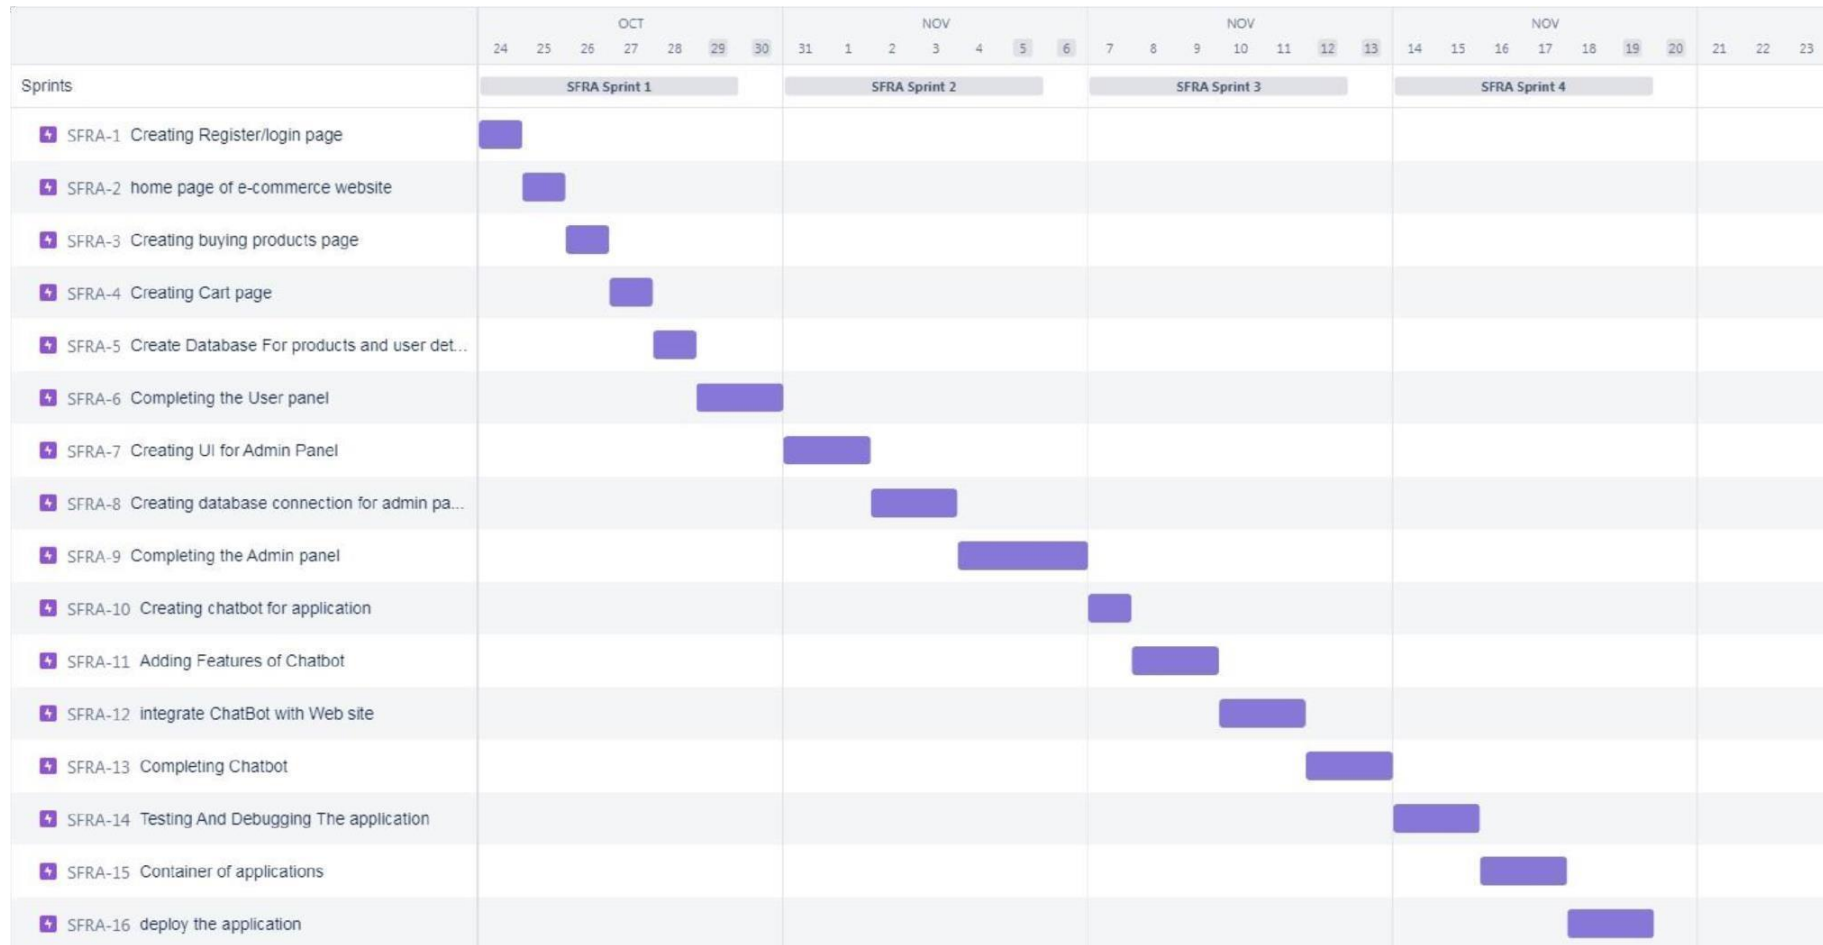 OCT NOV NOV NOV
24 25 26 27 28 29 30 31 1 2 3 4 5 6 7 8 9 10 11 12 13 14 15 16 17 18 19 20 21 22 23
Sprints SFRA Sprint 1 SFRA Sprint 2 SFRA Sprint 3 SFRA Sprint 4
SFRA-1 Creating Register/login page
SFRA-2 home page of e-commerce website
SFRA-3 Creating buying products page
SFRA-4 Creating Cart page
SFRA-5 Create Database For products and user det...
SFRA-6 Completing the User panel
SFRA-7 Creating UI for Admin Panel
SFRA-8 Creating database connection for admin pa...
SFRA-9 Completing the Admin panel
SFRA-10 Creating chatbot for application
SFRA-11 Adding Features of Chatbot
SFRA-12 integrate ChatBot with Web site
SFRA-13 Completing Chatbot
SFRA-14 Testing And Debugging The application
SFRA-15 Container of applications
SFRA-16 deploy the application